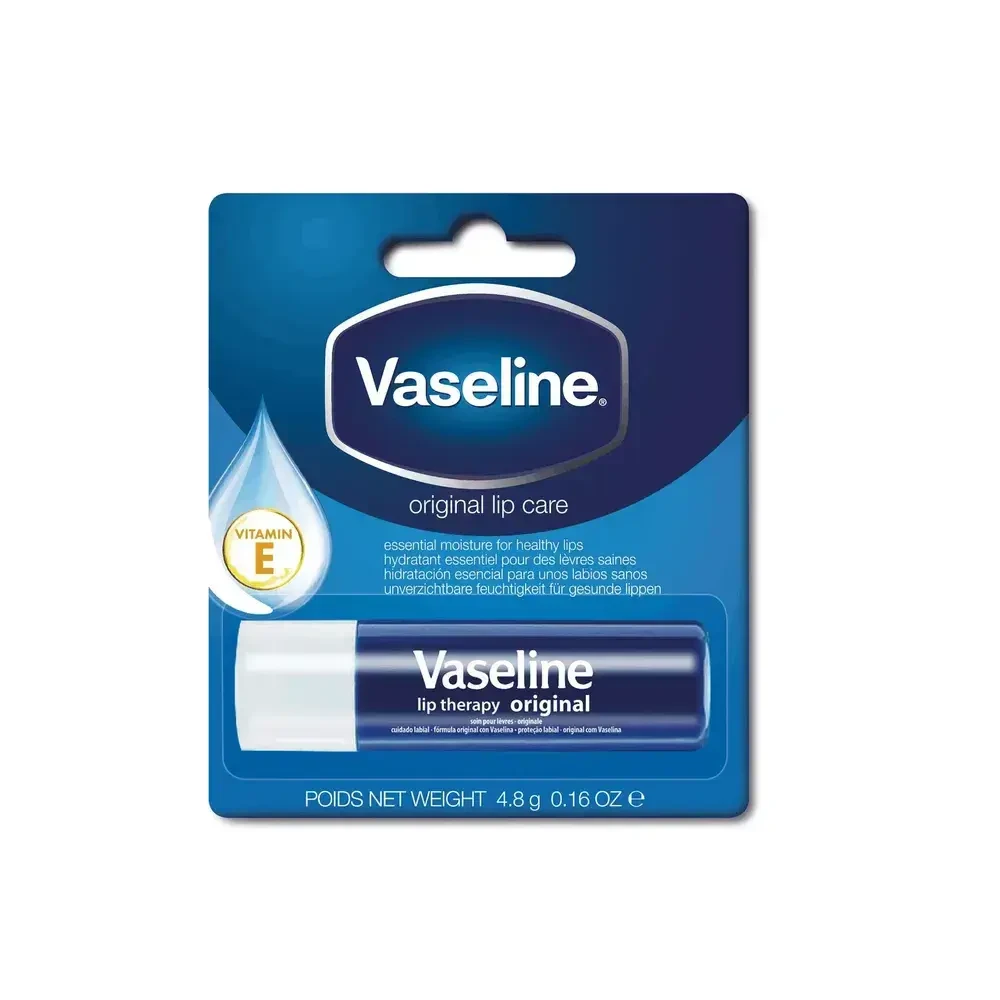 Vaseline®
original lip care
VITAMIN
E
essential moisture for healthy lips
hydratant essentiel pour des lèvres saines
hidratación esencial para unos labios sanos
unverzichtbare feuchtigkeit für gesunde lippen
Vaseline
lip therapy original
soin pour lèvres - originale
cuidado labial - fórmula original con Vaselina • proteção labial - original com Vaselina
POIDS NET WEIGHT 4.8 g 0.16 OZ ℮